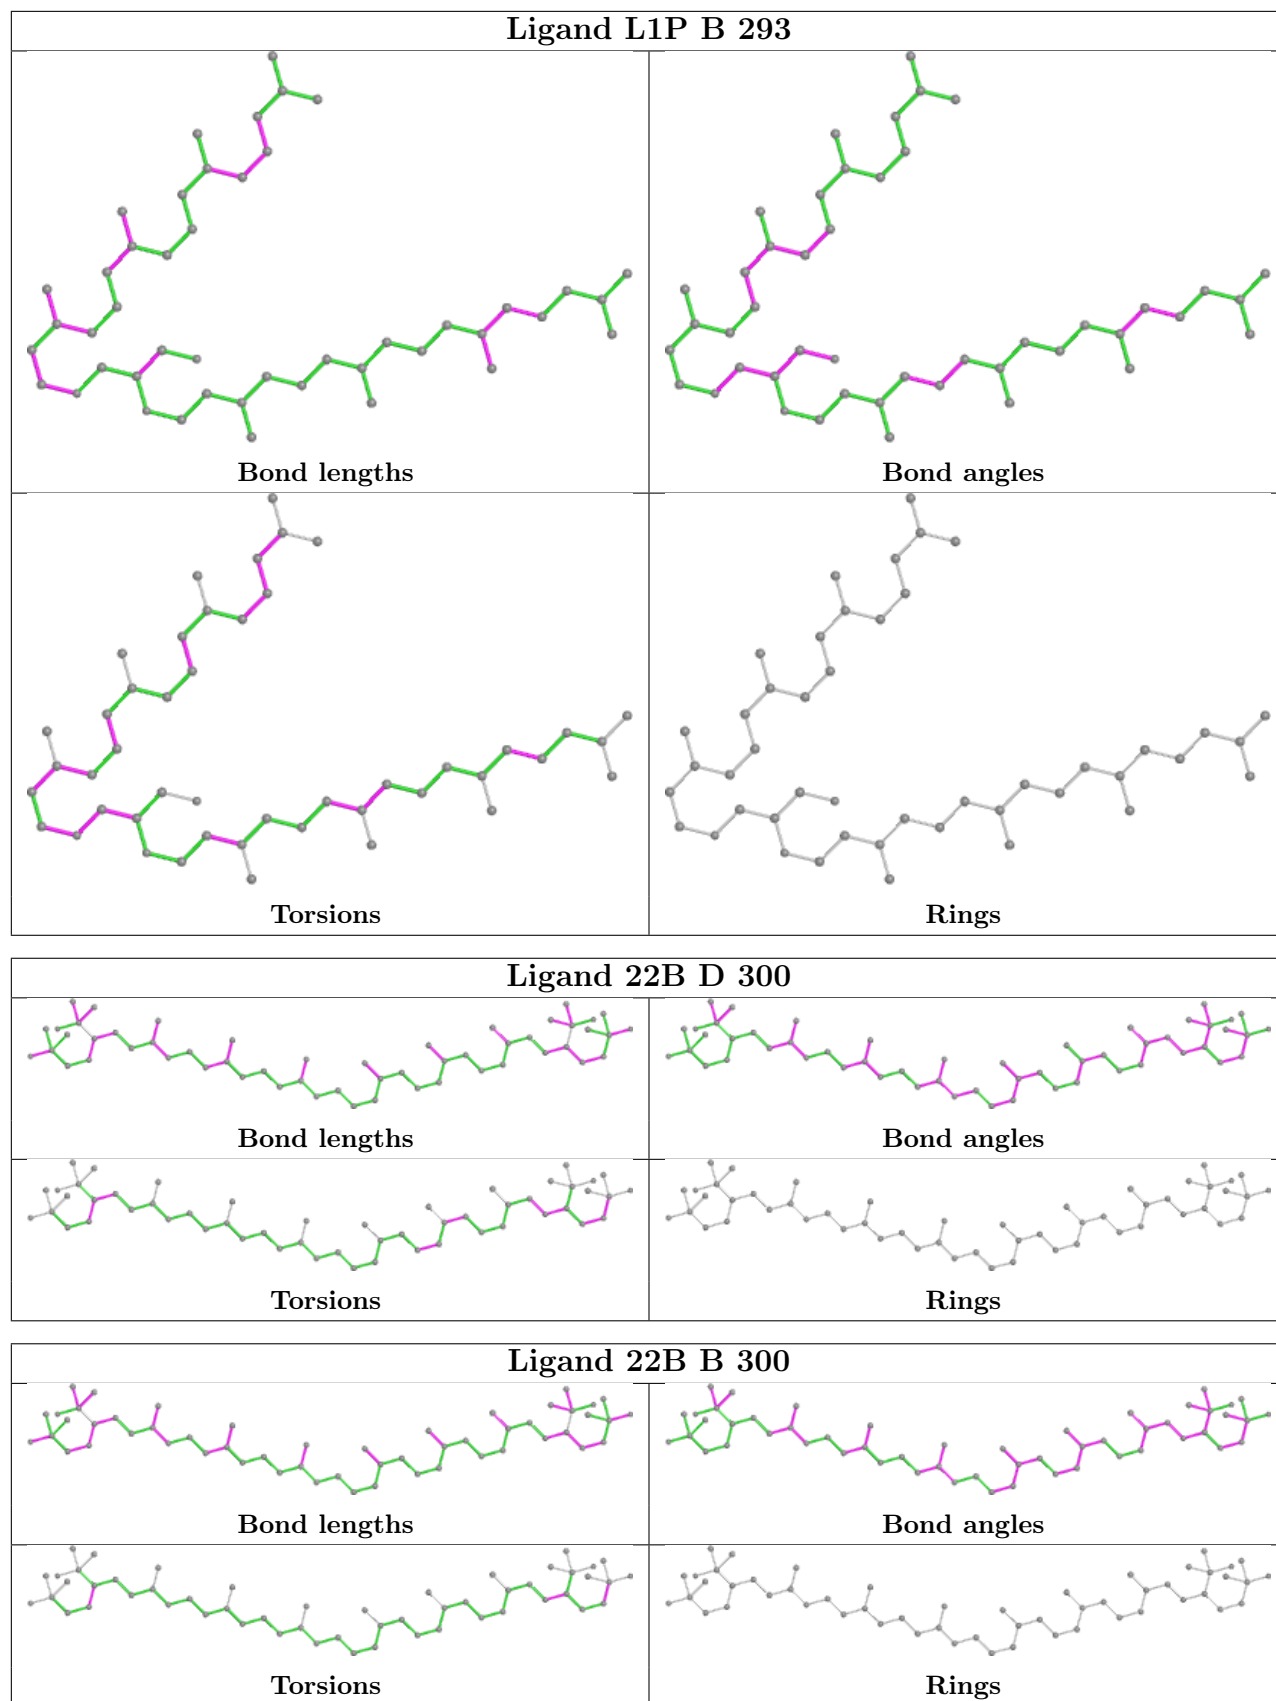 Ligand L1P B 293
Bond lengths
Bond angles
Torsions
Rings
Ligand 22B D 300
Bond lengths
Bond angles
Torsions
Rings
Ligand 22B B 300
Bond lengths
Bond angles
Torsions
Rings